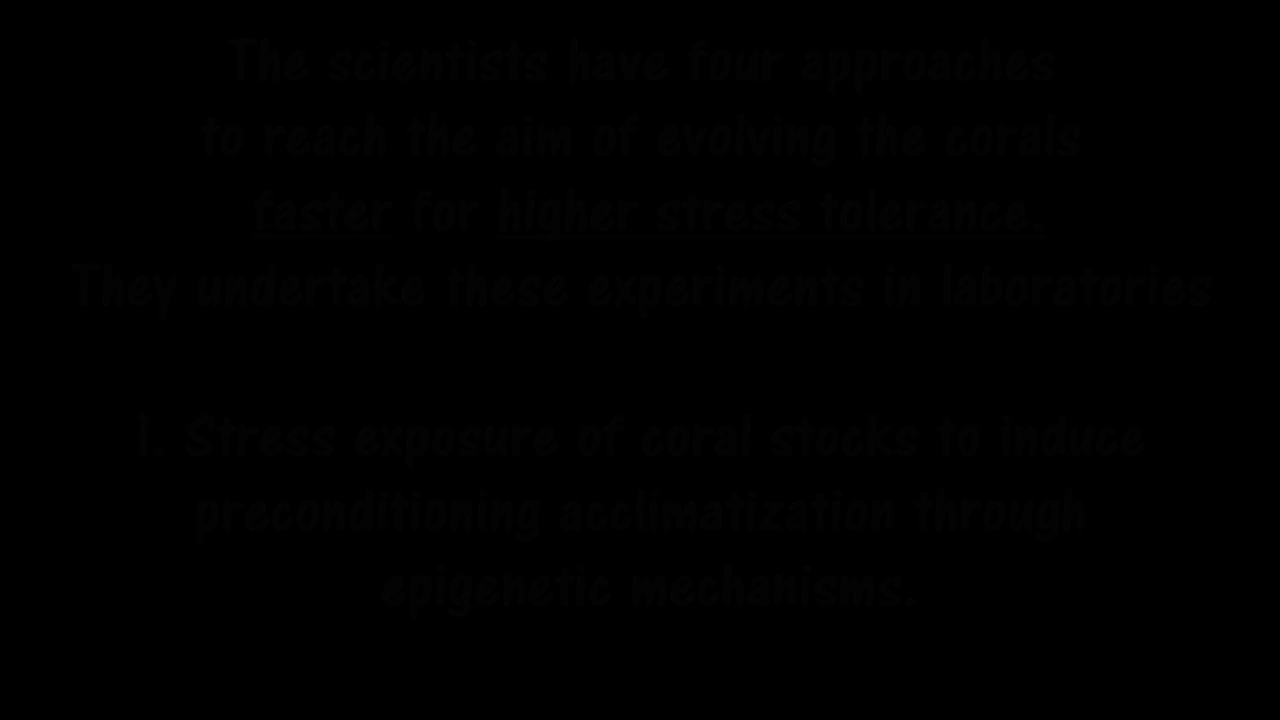 The scientists have four approaches
to reach the aim of evolving the corals
faster for higher stress tolerance.
They undertake these experiments in laboratories
1. Stress exposure of coral stocks to induce
preconditioning acclimatization through
epigenetic mechanisms.